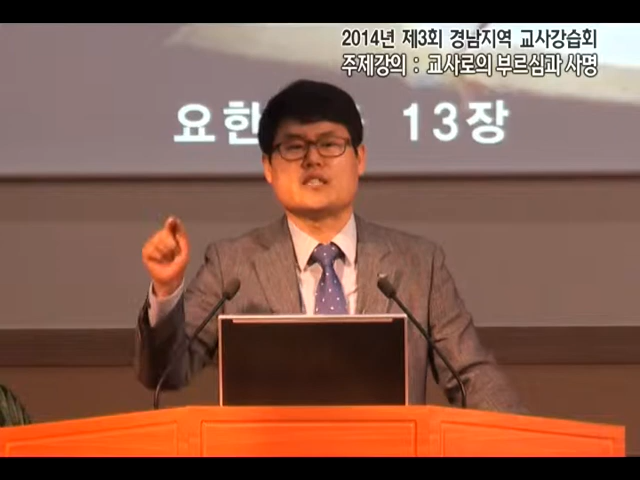 2014년 제3회 경남지역 교사강습회
주제강의 : 교사로의 부르심과 사명
요한 13장